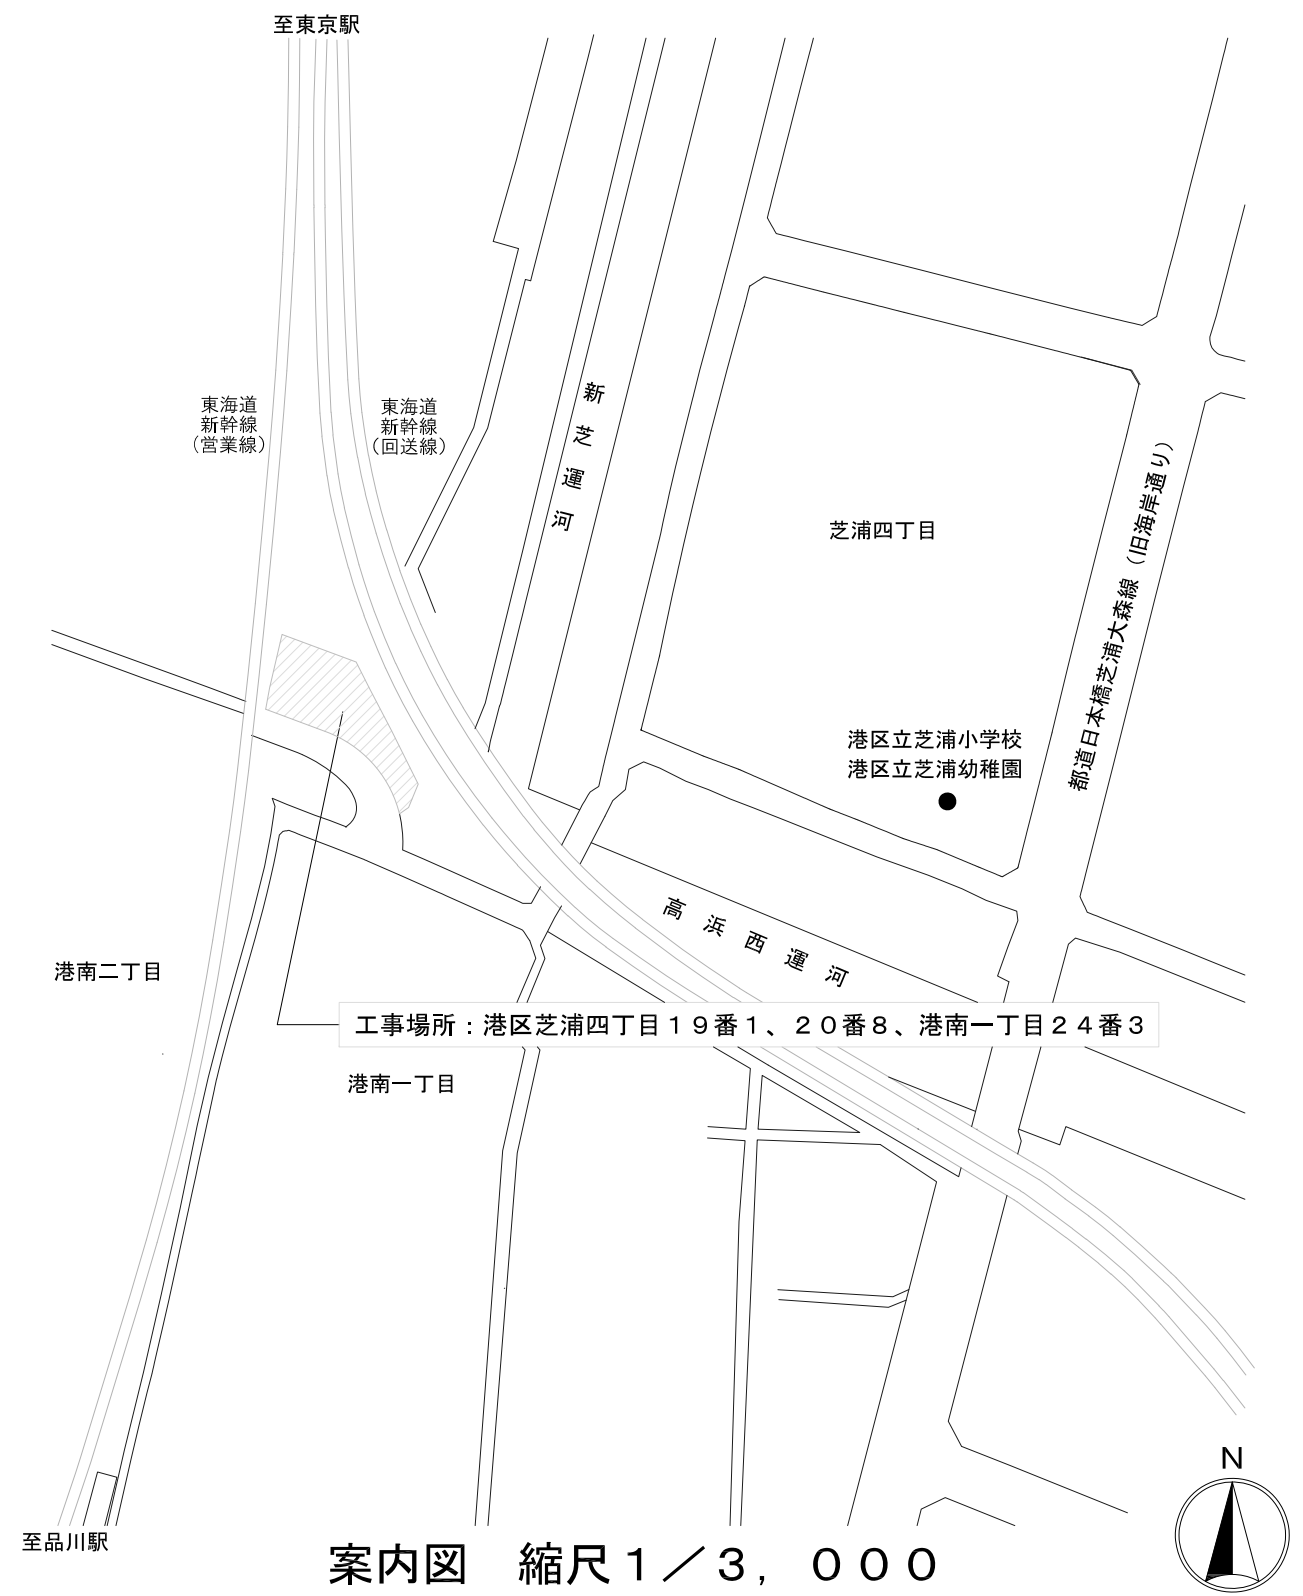 至東京駅
東海道
新幹線
（営業線）
東海道
新幹線
（回送線）
新芝運河
芝浦四丁目
都道日本橋芝浦大森線（旧海岸通り）
港区立芝浦小学校
港区立芝浦幼稚園
高浜西運河
港南二丁目
工事場所：港区芝浦四丁目１９番１、２０番８、港南一丁目２４番３
港南一丁目
N
至品川駅
案内図　縮尺１／３，０００